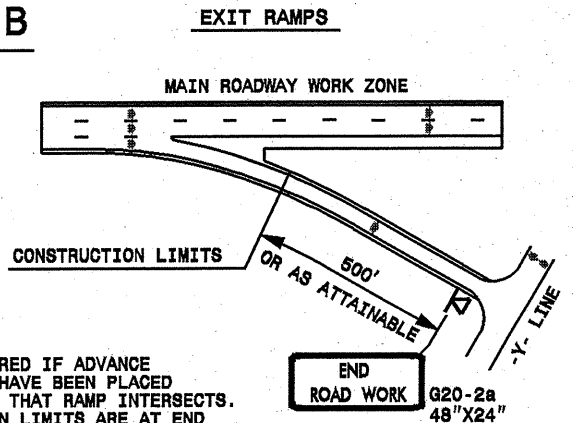 B
EXIT RAMPS
MAIN ROADWAY WORK ZONE
CONSTRUCTION LIMITS
500'
OR AS ATTAINABLE
-Y- LINE
RED IF ADVANCE
HAVE BEEN PLACED
THAT RAMP INTERSECTS.
N LIMITS ARE AT END
END
ROAD WORK
G20-2a
48"X24"